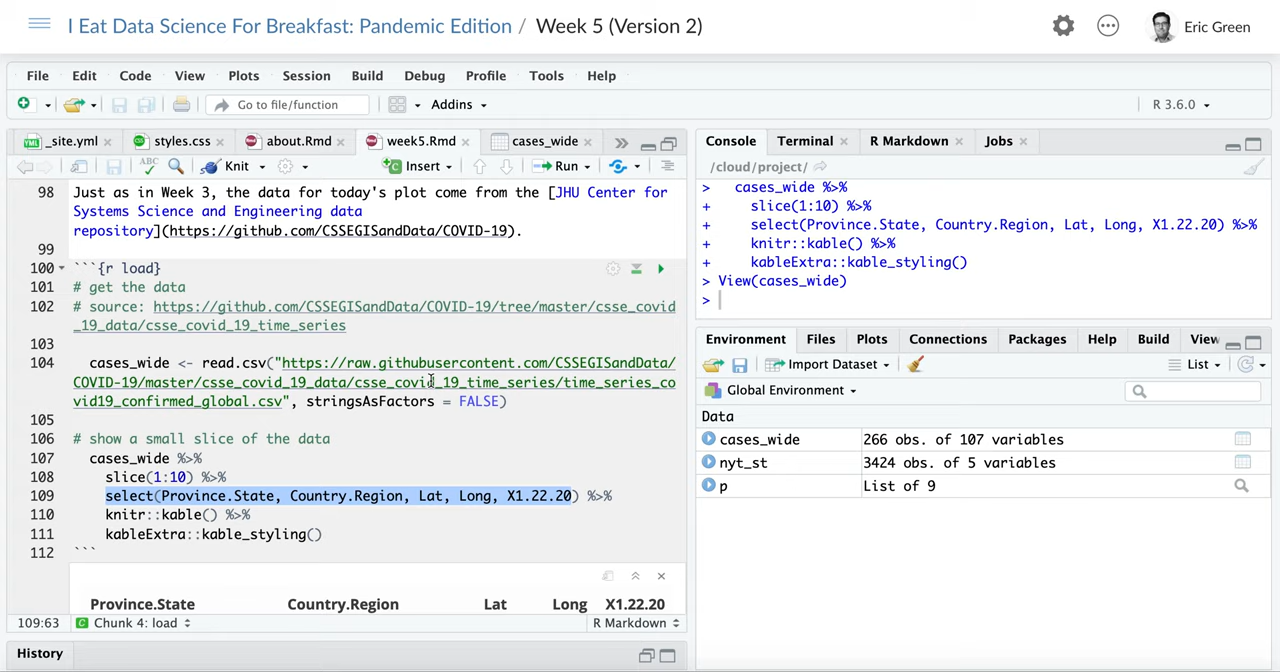 I Eat Data Science For Breakfast: Pandemic Edition / Week 5 (Version 2)
Eric Green
File Edit Code View Plots Session Build Debug Profile Tools Help
Go to file/function
Addins
R 3.6.0
_site.yml
styles.css
about.Rmd
week5.Rmd
cases_wide
ABC
Knit
Insert
Run
98 Just as in Week 3, the data for today's plot come from the [JHU Center for
Systems Science and Engineering data
repository](https://github.com/CSSEGISandData/COVID-19).
99
100 ```{r load}
101 # get the data
102 # source: https://github.com/CSSEGISandData/COVID-19/tree/master/csse_covid
_19_data/csse_covid_19_time_series
103
104 cases_wide <- read.csv("https://raw.githubusercontent.com/CSSEGISandData/
COVID-19/master/csse_covid_19_data/csse_covid_19_time_series/time_series_co
vid19_confirmed_global.csv", stringsAsFactors = FALSE)
105
106 # show a small slice of the data
107 cases_wide %>%
108 slice(1:10) %>%
109 select(Province.State, Country.Region, Lat, Long, X1.22.20) %>%
110 knitr::kable() %>%
111 kableExtra::kable_styling()
112 ```
Province.State Country.Region Lat Long X1.22.20
109:63 Chunk 4: load R Markdown
History
Console Terminal R Markdown Jobs
/cloud/project/
> cases_wide %>%
+ slice(1:10) %>%
+ select(Province.State, Country.Region, Lat, Long, X1.22.20) %>%
+ knitr::kable() %>%
+ kableExtra::kable_styling()
> View(cases_wide)
>
Environment Files Plots Connections Packages Help Build View
Import Dataset
List
Global Environment
Data
cases_wide 266 obs. of 107 variables
nyt_st 3424 obs. of 5 variables
p List of 9